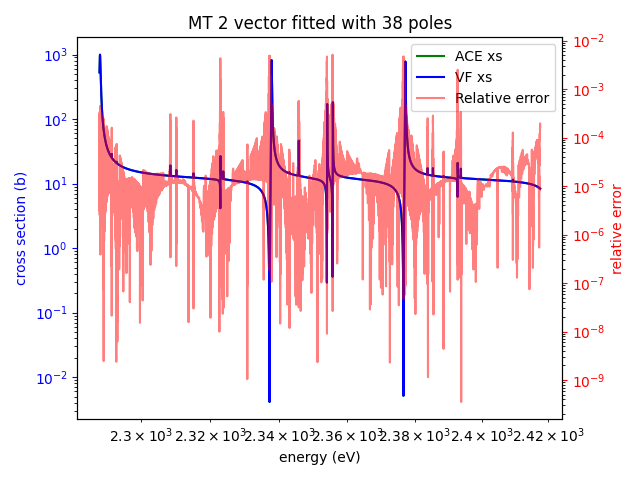 MT 2 vector fitted with 38 poles
ACE xs
VF xs
Relative error
10³
10²
10¹
10⁰
10⁻¹
10⁻²
cross section (b)
10⁻²
10⁻³
10⁻⁴
10⁻⁵
10⁻⁶
10⁻⁷
10⁻⁸
10⁻⁹
relative error
2.3 × 10³ 2.32 × 10³ 2.34 × 10³ 2.36 × 10³ 2.38 × 10³ 2.4 × 10³ 2.42 × 10³
energy (eV)